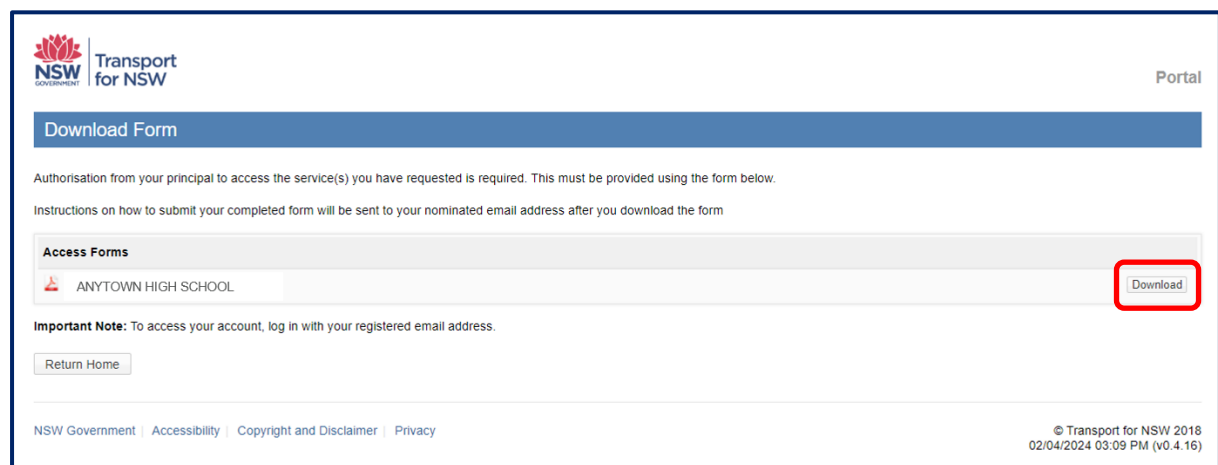 NSW
GOVERNMENT
Transport
for NSW
Portal
Download Form
Authorisation from your principal to access the service(s) you have requested is required. This must be provided using the form below.
Instructions on how to submit your completed form will be sent to your nominated email address after you download the form
Access Forms
ANYTOWN HIGH SCHOOL
Download
Important Note: To access your account, log in with your registered email address.
Return Home
NSW Government | Accessibility | Copyright and Disclaimer | Privacy
© Transport for NSW 2018
02/04/2024 03:09 PM (v0.4.16)